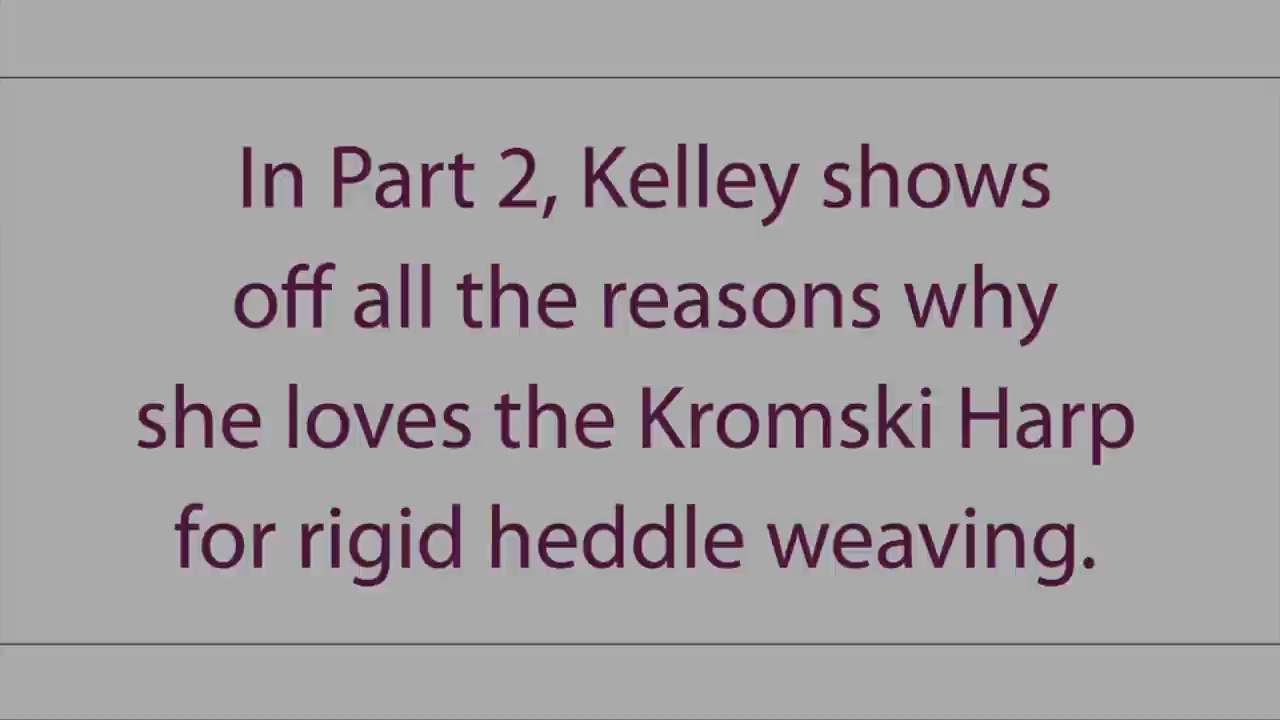 In Part 2, Kelley shows
off all the reasons why
she loves the Kromski Harp
for rigid heddle weaving.